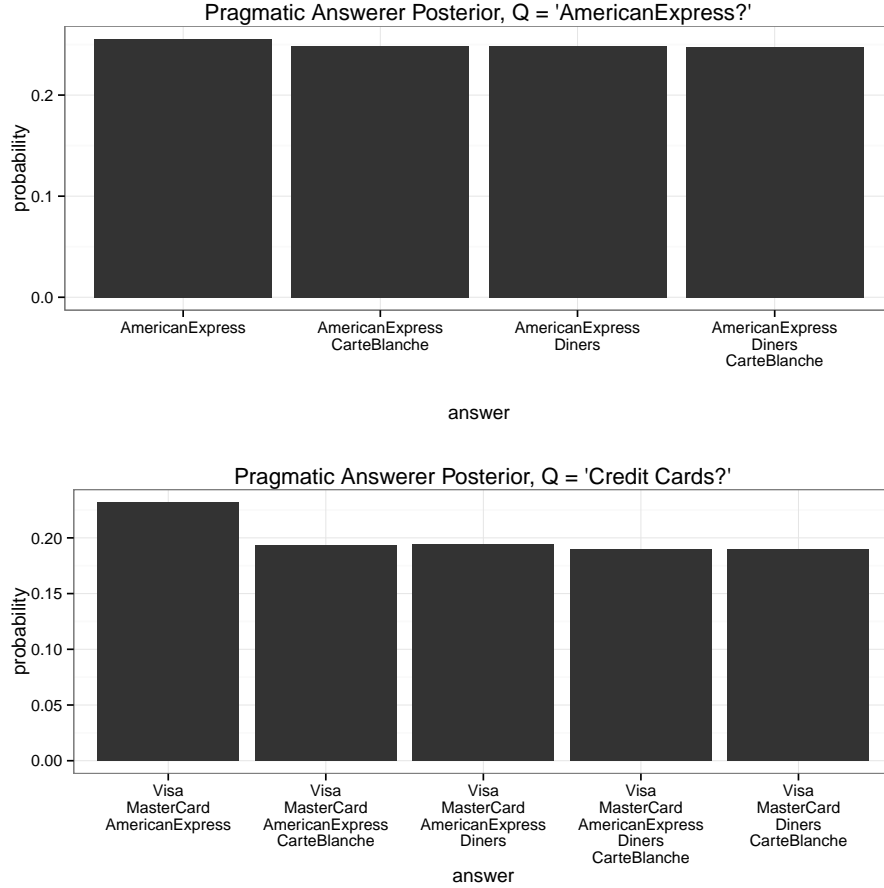 Pragmatic Answerer Posterior, Q = 'AmericanExpress?'
probability
0.2
0.1
0.0
AmericanExpress
AmericanExpress
CarteBlanche
AmericanExpress
Diners
AmericanExpress
Diners
CarteBlanche
answer
Pragmatic Answerer Posterior, Q = 'Credit Cards?'
probability
0.20
0.15
0.10
0.05
0.00
Visa
MasterCard
AmericanExpress
Visa
MasterCard
AmericanExpress
CarteBlanche
Visa
MasterCard
AmericanExpress
Diners
Visa
MasterCard
AmericanExpress
Diners
CarteBlanche
Visa
MasterCard
Diners
CarteBlanche
answer